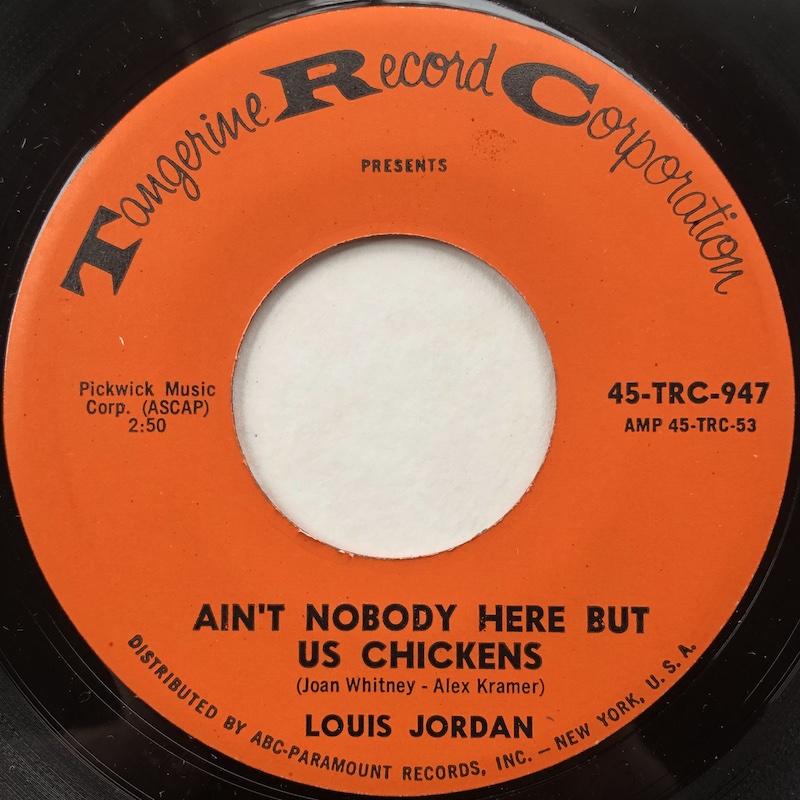 Tangerine Record Corporation
PRESENTS
Pickwick Music
Corp. (ASCAP)
2:50
45-TRC-947
AMP 45-TRC-53
AIN'T NOBODY HERE BUT
US CHICKENS
(Joan Whitney - Alex Kramer)
LOUIS JORDAN
DISTRIBUTED BY ABC-PARAMOUNT RECORDS, INC. — NEW YORK, U. S. A.